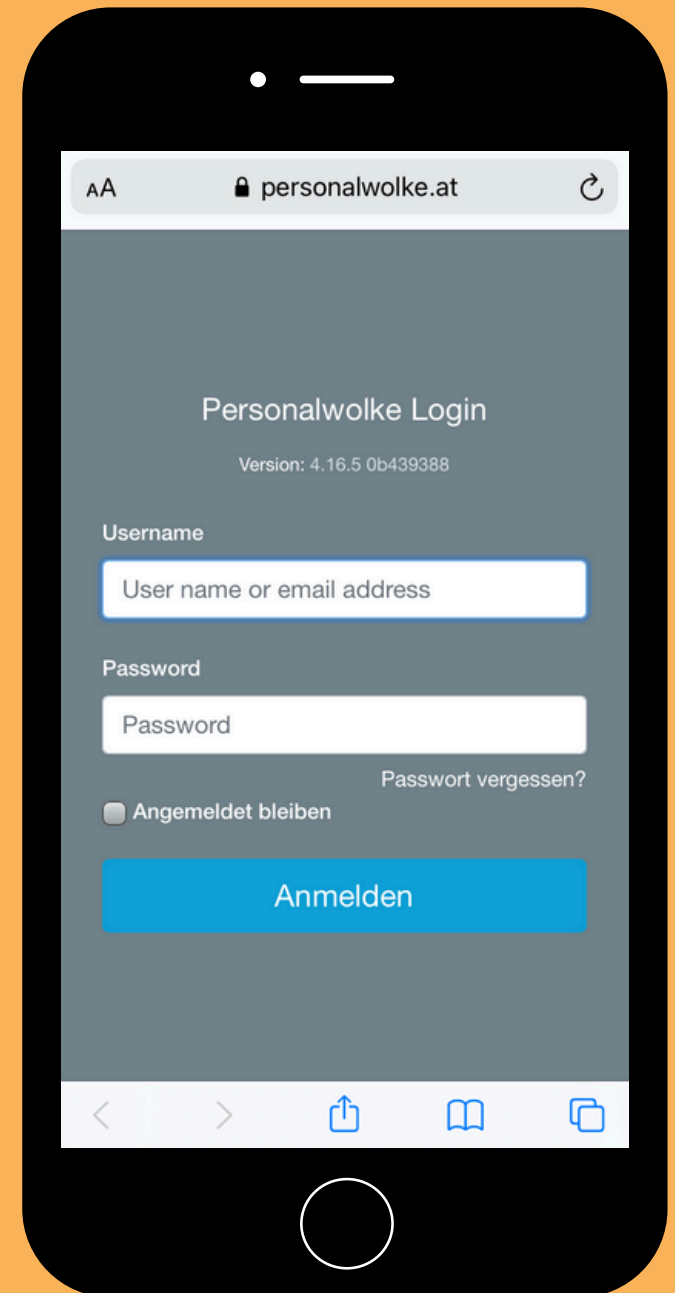 AA personalwolke.at
Personalwolke Login
Version: 4.16.5 0b439388
Username
User name or email address
Password
Password
Passwort vergessen?
Angemeldet bleiben
Anmelden